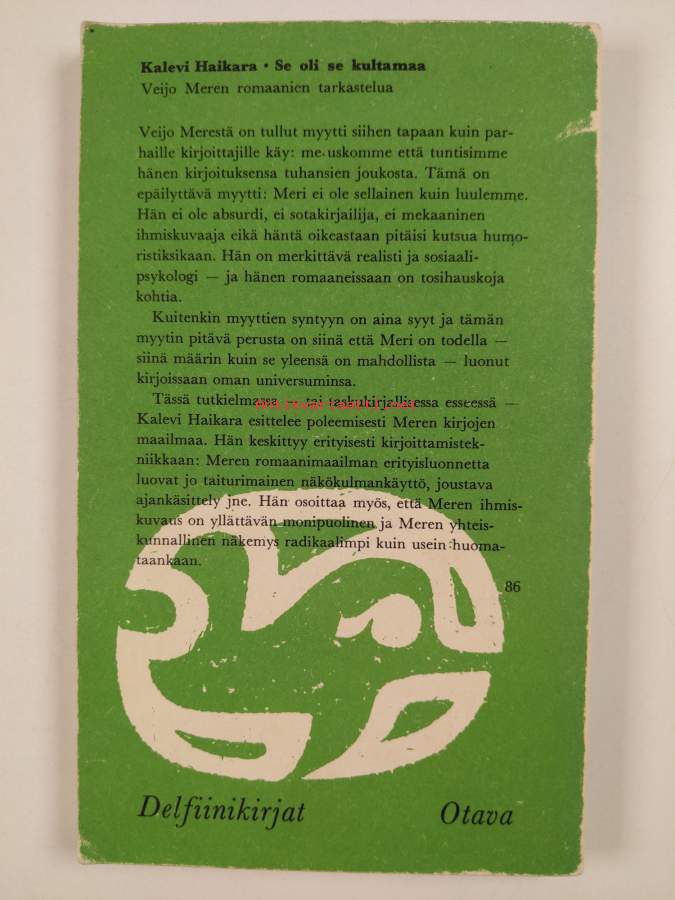 Kalevi Haikara • Se oli se kultamaa
Veijo Meren romaanien tarkastelua
Veijo Merestä on tullut myytti siihen tapaan kuin par-
haille kirjoittajille käy: me uskomme että tuntisimme
hänen kirjoituksensa tuhansien joukosta. Tämä on
epäilyttävä myytti: Meri ei ole sellainen kuin luulemme.
Hän ei ole absurdi, ei sotakirjailija, ei mekaaninen
ihmiskuvaaja eikä häntä oikeastaan pitäisi kutsua humo-
ristiksikaan. Hän on merkittävä realisti ja sosiaali-
psykologi — ja hänen romaaneissaan on tosihauskoja
kohtia.
Kuitenkin myyttien syntyyn on aina syyt ja tämän
myytin pitävä perusta on siinä että Meri on todella —
siinä määrin kuin se yleensä on mahdollista — luonut
kirjoissaan oman universuminsa.
Tässä tutkielmassa — tai taskukirjallisessa esseessä —
Kalevi Haikara esittelee poleemisesti Meren kirjojen
maailmaa. Hän keskittyy erityisesti kirjoittamistek-
niikkaan: Meren romaanimaailman erityisluonnetta
luovat jo taiturimainen näkökulmankäyttö, joustava
ajankäsittely jne. Hän osoittaa myös, että Meren ihmis-
kuvaus on yllättävän monipuolinen ja Meren yhteis-
kunnallinen näkemys radikaalimpi kuin usein huoma-
taankaan.
86
Delfiinikirjat Otava